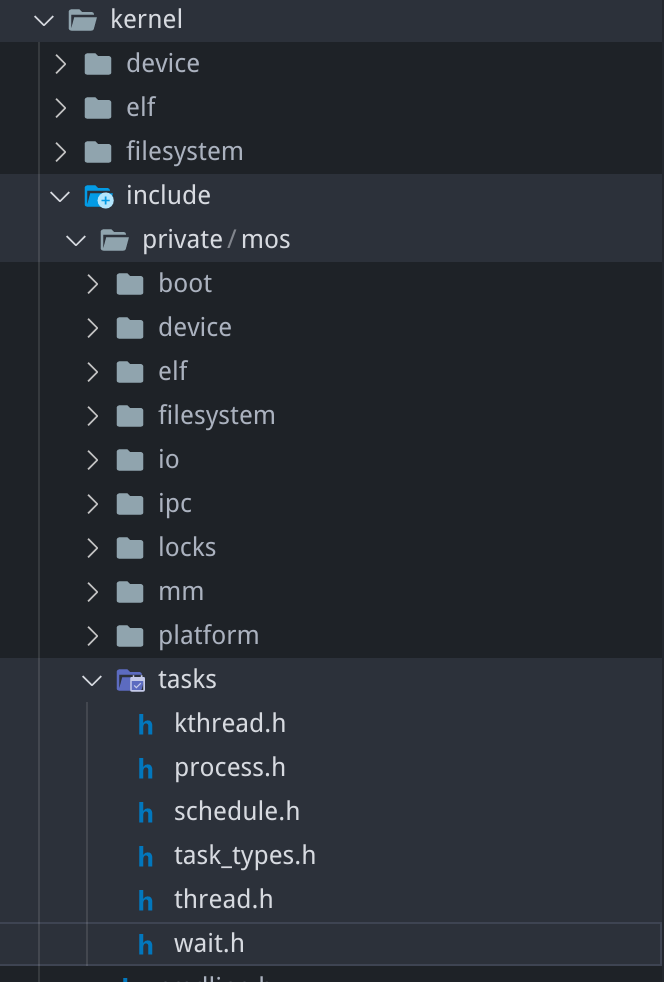 kernel
device
elf
filesystem
include
private / mos
boot
device
elf
filesystem
io
ipc
locks
mm
platform
tasks
h kthread.h
h process.h
h schedule.h
h task_types.h
h thread.h
h wait.h